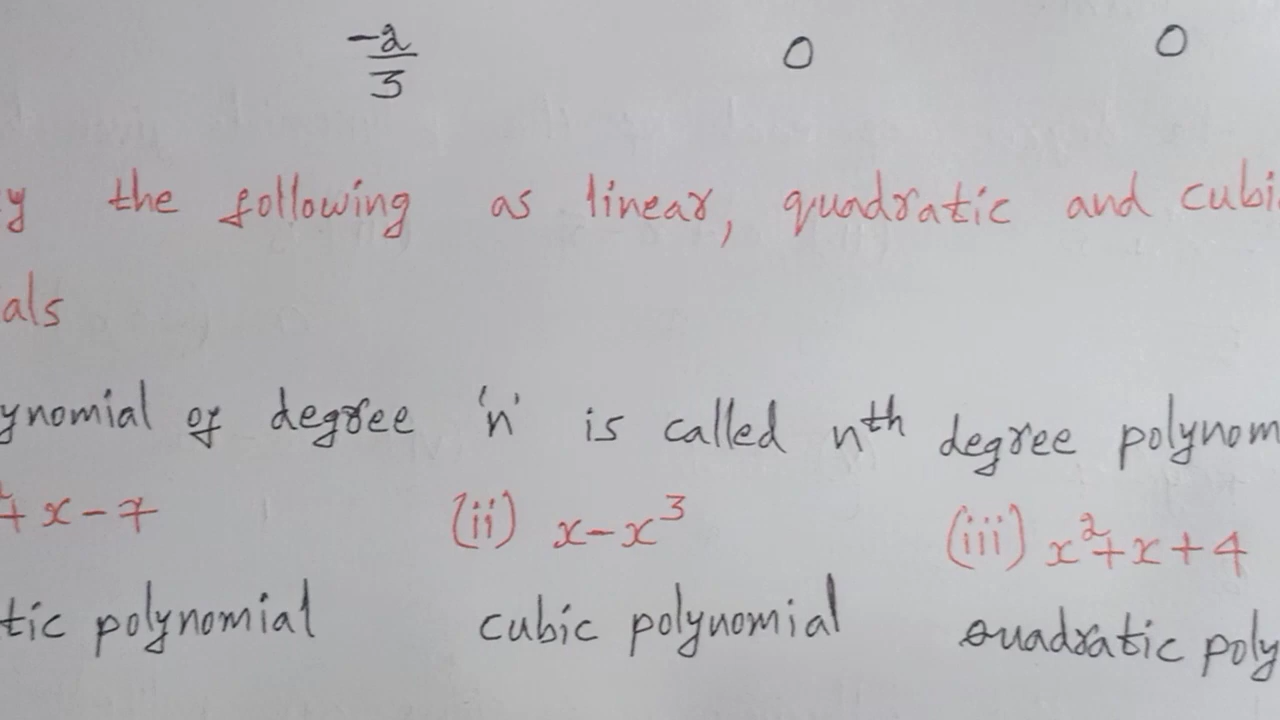 -2/3 0 0
y the following as linear, quadratic and cubi
als
ynomial of degree 'n' is called nth degree polynom
+ x - 7 (ii) x - x³ (iii) x² + x + 4
tic polynomial cubic polynomial quadratic poly